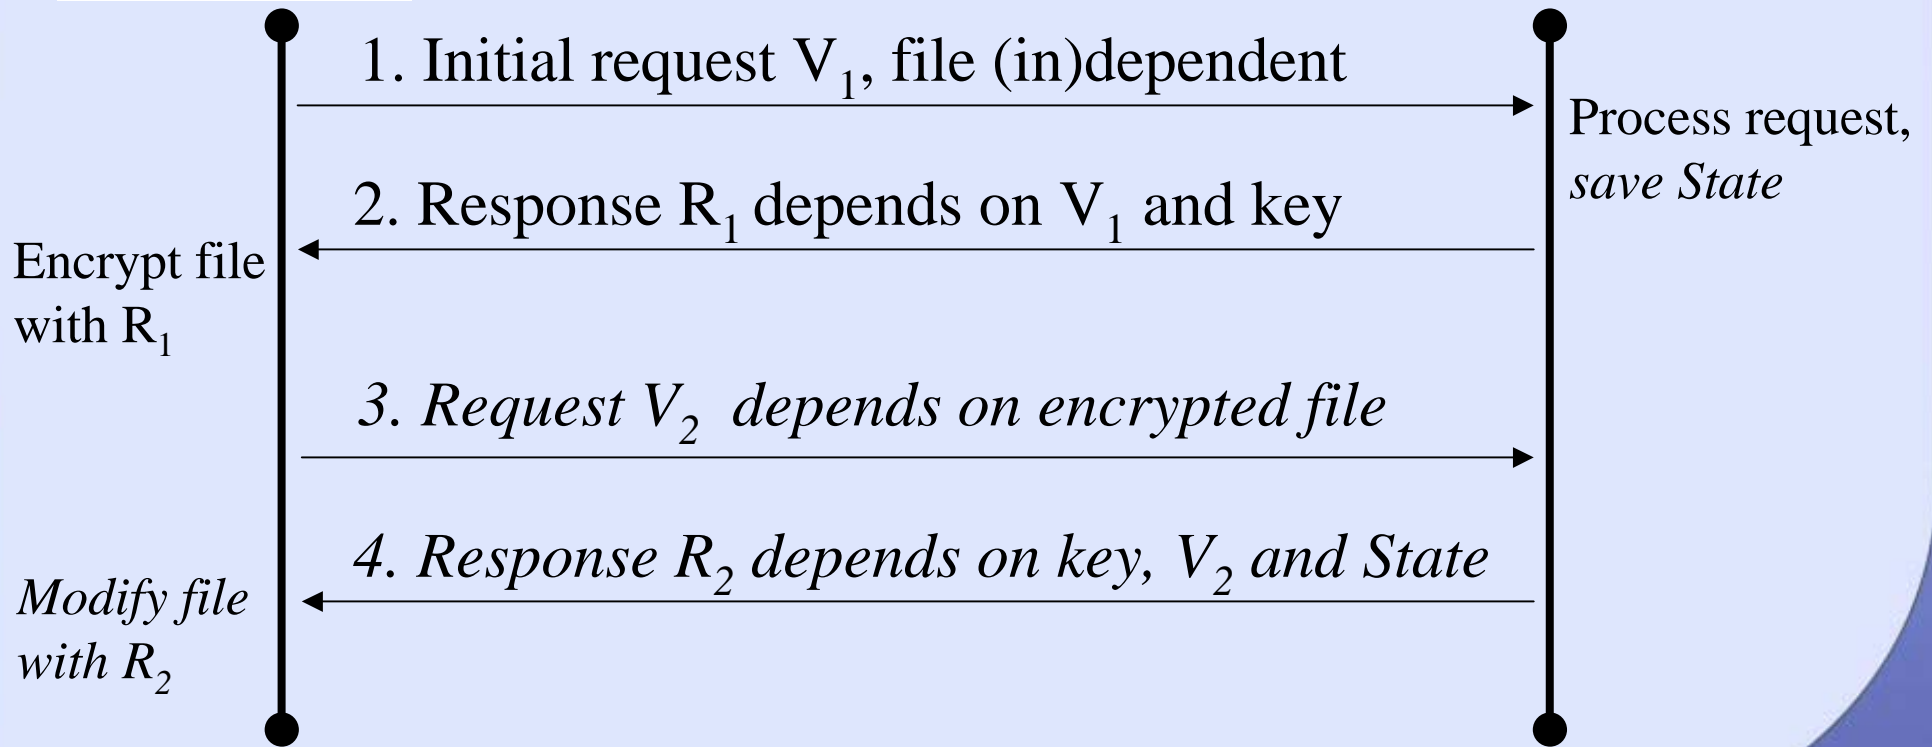 1. Initial request V₁, file (in)dependent
Process request,
save State
2. Response R₁ depends on V₁ and key
Encrypt file
with R₁
3. Request V₂ depends on encrypted file
4. Response R₂ depends on key, V₂ and State
Modify file
with R₂